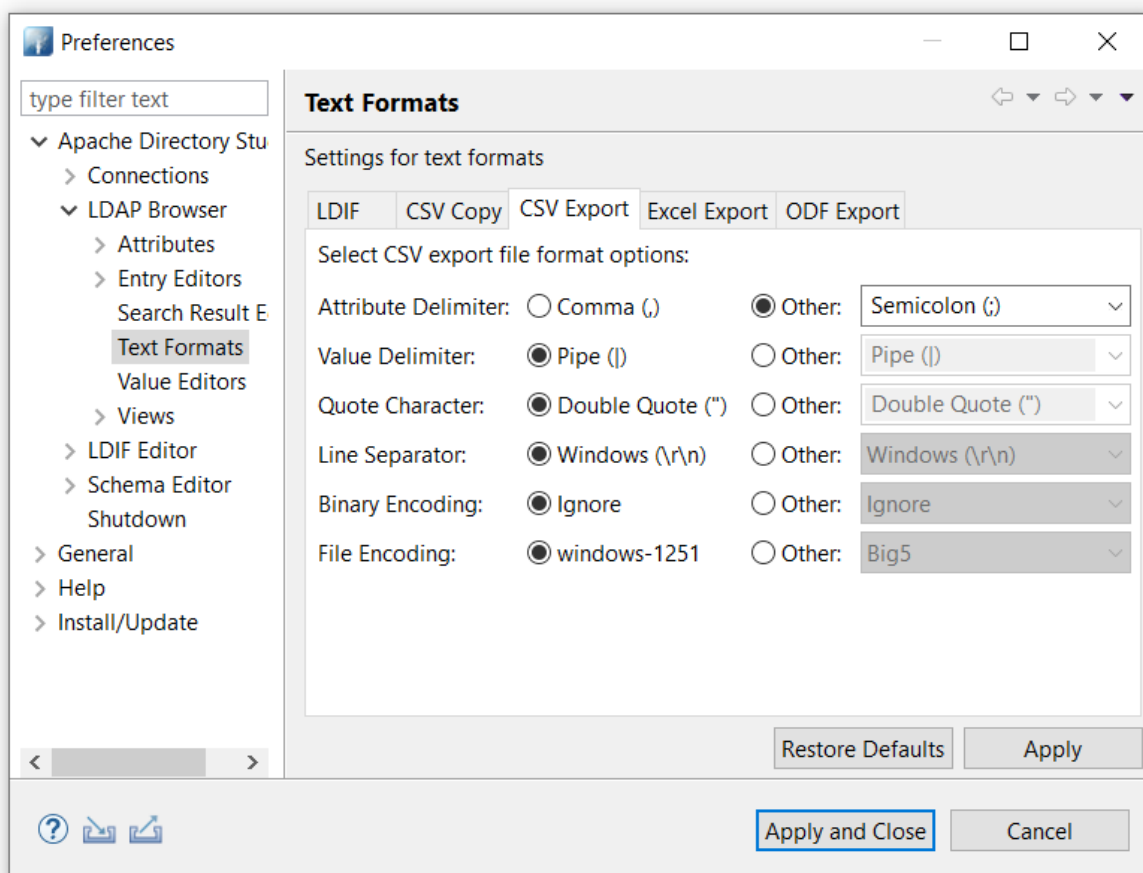 Preferences
type filter text
Apache Directory Stu
Connections
LDAP Browser
Attributes
Entry Editors
Search Result E
Text Formats
Value Editors
Views
LDIF Editor
Schema Editor
Shutdown
General
Help
Install/Update
Text Formats
Settings for text formats
LDIF CSV Copy CSV Export Excel Export ODF Export
Select CSV export file format options:
Attribute Delimiter: Comma (,) Other: Semicolon (;)
Value Delimiter: Pipe (|) Other: Pipe (|)
Quote Character: Double Quote (") Other: Double Quote (")
Line Separator: Windows (\r\n) Other: Windows (\r\n)
Binary Encoding: Ignore Other: Ignore
File Encoding: windows-1251 Other: Big5
Restore Defaults Apply
? Apply and Close Cancel